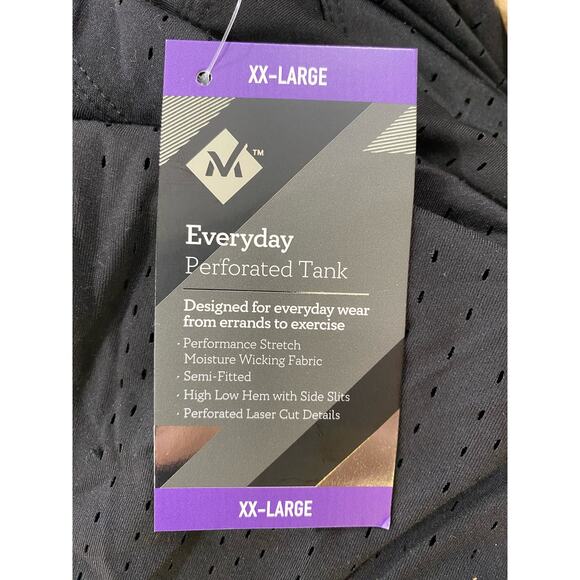 XX-LARGE
M™
Everyday
Perforated Tank
Designed for everyday wear
from errands to exercise
· Performance Stretch
Moisture Wicking Fabric
· Semi-Fitted
· High Low Hem with Side Slits
· Perforated Laser Cut Details
XX-LARGE